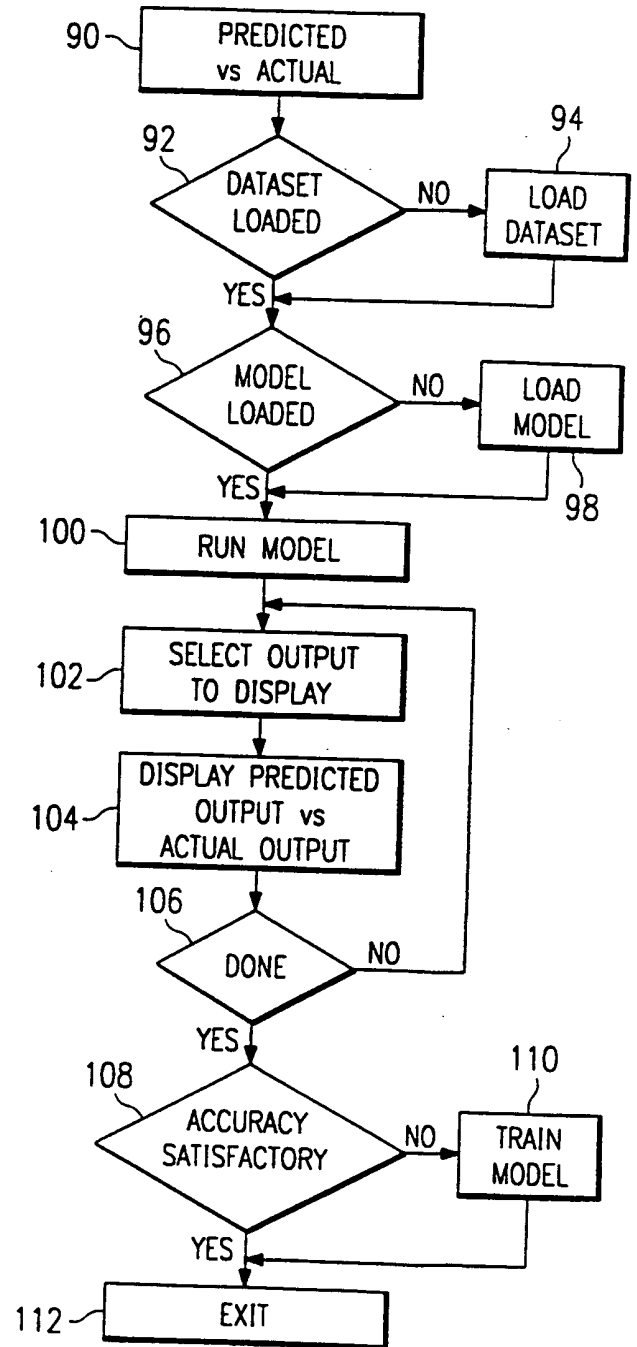 90
PREDICTED
vs ACTUAL
92
DATASET
LOADED
NO
94
LOAD
DATASET
YES
96
MODEL
LOADED
NO
LOAD
MODEL
98
YES
100
RUN MODEL
102
SELECT OUTPUT
TO DISPLAY
104
DISPLAY PREDICTED
OUTPUT vs
ACTUAL OUTPUT
106
DONE
NO
YES
108
ACCURACY
SATISFACTORY
NO
110
TRAIN
MODEL
YES
112
EXIT